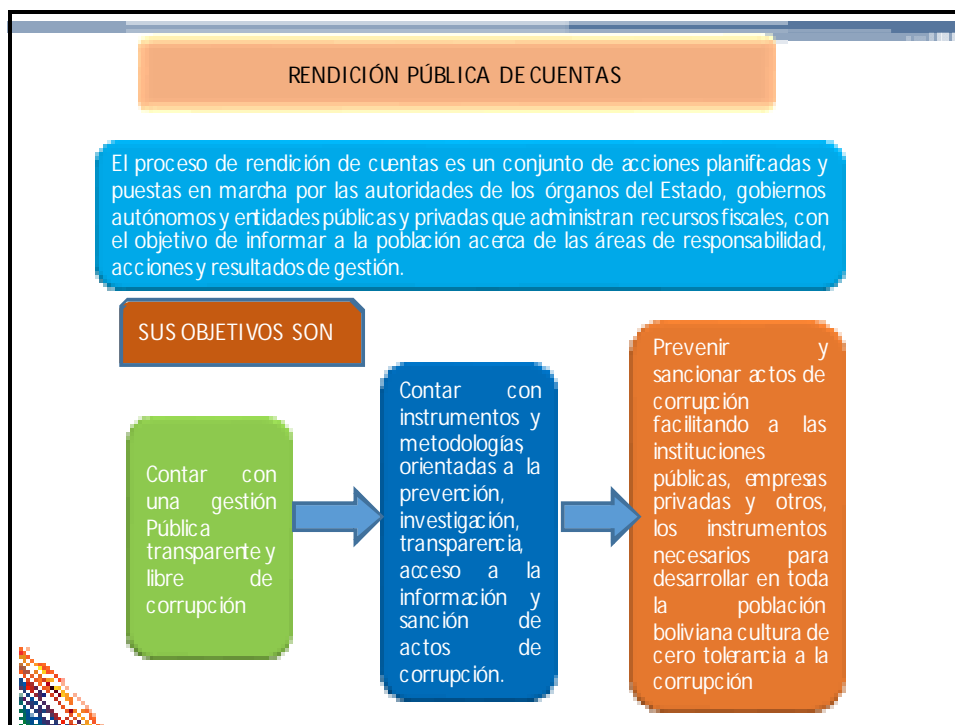 RENDICIÓN PÚBLICA DE CUENTAS
El proceso de rendición de cuentas es un conjunto de acciones planificadas y
puestas en marcha por las autoridades de los órganos del Estado, gobiernos
autónomos y entidades públicas y privadas que administran recursos fiscales, con
el objetivo de informar a la población acerca de las áreas de responsabilidad,
acciones y resultados de gestión.
SUS OBJETIVOS SON
Contar con
una gestión
Pública
transparente y
libre de
corrupción
Contar con
instrumentos y
metodologías,
orientadas a la
prevención,
investigación,
transparencia,
acceso a la
información y
sanción de
actos de
corrupción.
Prevenir y
sancionar actos de
corrupción
facilitando a las
instituciones
públicas, empresas
privadas y otros,
los instrumentos
necesarios para
desarrollar en toda
la población
boliviana cultura de
cero tolerancia a la
corrupción